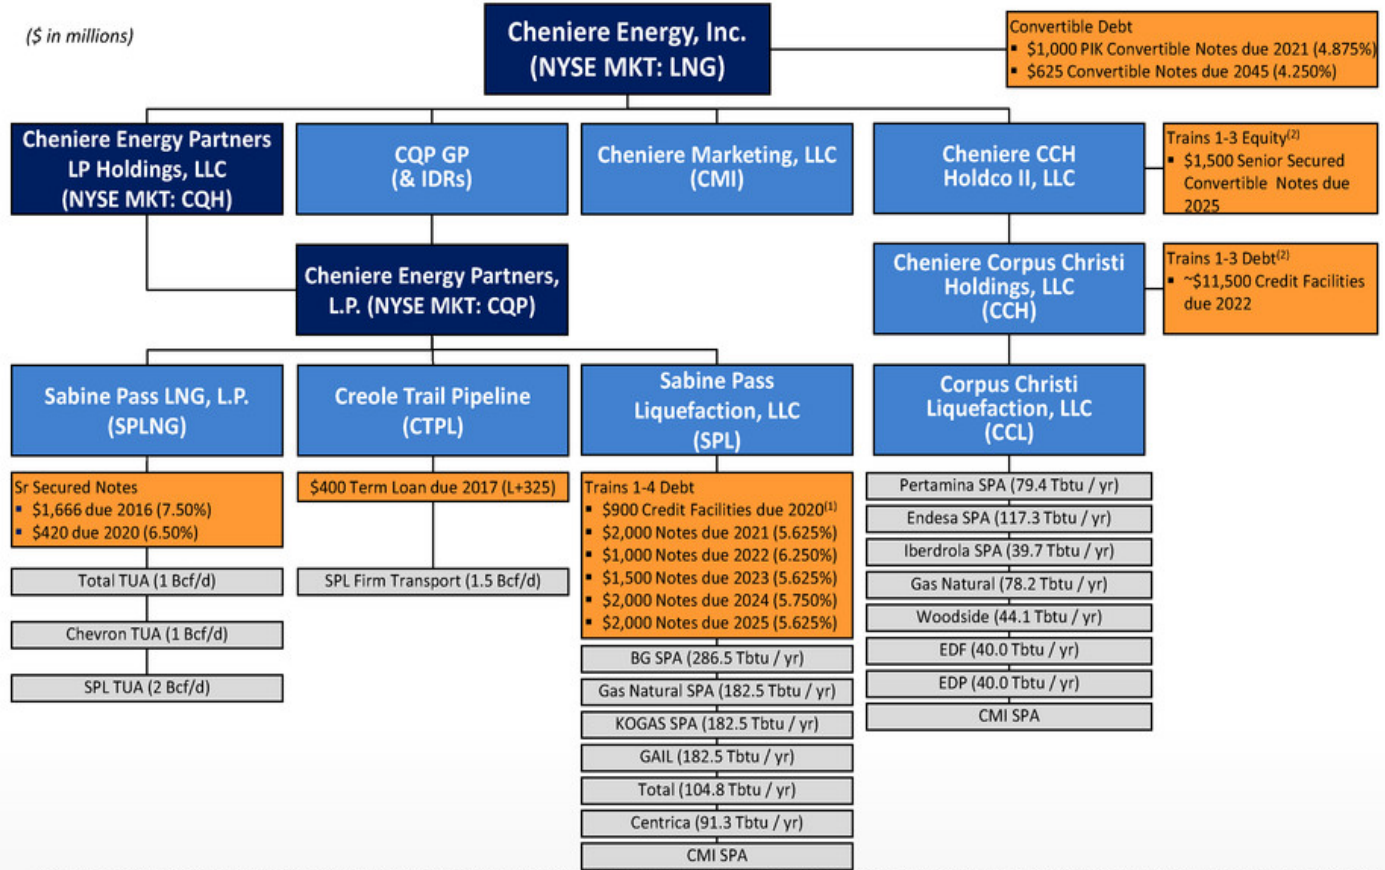 ($ in millions)
Cheniere Energy, Inc.
(NYSE MKT: LNG)
Convertible Debt
▪ $1,000 PIK Convertible Notes due 2021 (4.875%)
▪ $625 Convertible Notes due 2045 (4.250%)
Cheniere Energy Partners
LP Holdings, LLC
(NYSE MKT: CQH)
CQP GP
(& IDRs)
Cheniere Marketing, LLC
(CMI)
Cheniere CCH
Holdco II, LLC
Trains 1-3 Equity(2)
▪ $1,500 Senior Secured
Convertible Notes due
2025
Cheniere Energy Partners,
L.P. (NYSE MKT: CQP)
Cheniere Corpus Christi
Holdings, LLC
(CCH)
Trains 1-3 Debt(2)
▪ ~$11,500 Credit Facilities
due 2022
Sabine Pass LNG, L.P.
(SPLNG)
Creole Trail Pipeline
(CTPL)
Sabine Pass
Liquefaction, LLC
(SPL)
Corpus Christi
Liquefaction, LLC
(CCL)
Sr Secured Notes
▪ $1,666 due 2016 (7.50%)
▪ $420 due 2020 (6.50%)
Total TUA (1 Bcf/d)
Chevron TUA (1 Bcf/d)
SPL TUA (2 Bcf/d)
$400 Term Loan due 2017 (L+325)
SPL Firm Transport (1.5 Bcf/d)
Trains 1-4 Debt
▪ $900 Credit Facilities due 2020(1)
▪ $2,000 Notes due 2021 (5.625%)
▪ $1,000 Notes due 2022 (6.250%)
▪ $1,500 Notes due 2023 (5.625%)
▪ $2,000 Notes due 2024 (5.750%)
▪ $2,000 Notes due 2025 (5.625%)
BG SPA (286.5 Tbtu / yr)
Gas Natural SPA (182.5 Tbtu / yr)
KOGAS SPA (182.5 Tbtu / yr)
GAIL (182.5 Tbtu / yr)
Total (104.8 Tbtu / yr)
Centrica (91.3 Tbtu / yr)
CMI SPA
Pertamina SPA (79.4 Tbtu / yr)
Endesa SPA (117.3 Tbtu / yr)
Iberdrola SPA (39.7 Tbtu / yr)
Gas Natural (78.2 Tbtu / yr)
Woodside (44.1 Tbtu / yr)
EDF (40.0 Tbtu / yr)
EDP (40.0 Tbtu / yr)
CMI SPA